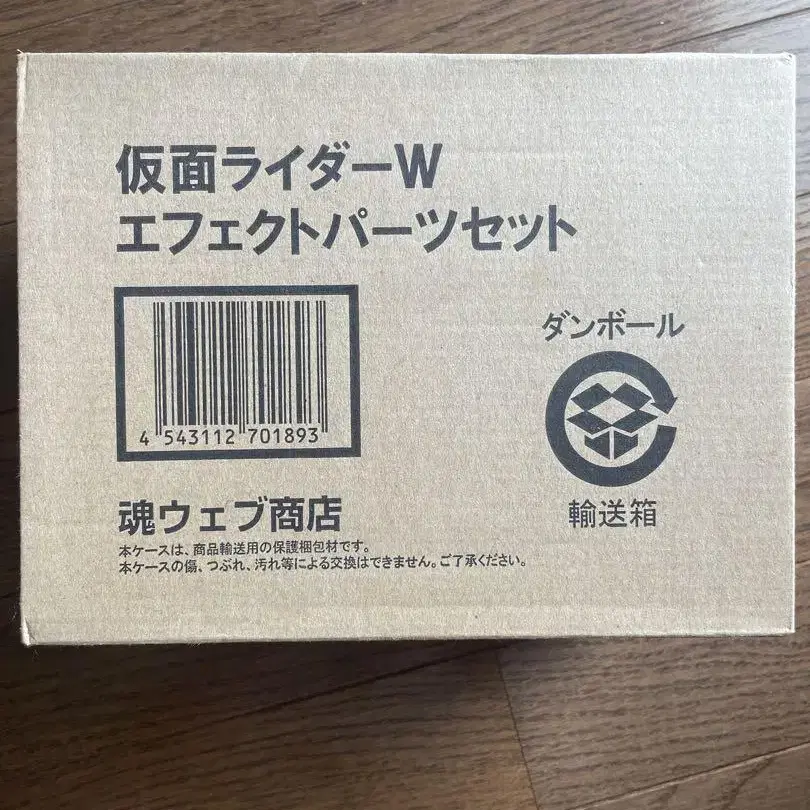 仮面ライダーW
エフェクトパーツセット
4 543112 701893
ダンボール
輸送箱
魂ウェブ商店
本ケースは、商品輸送用の保護梱包材です。
本ケースの傷、つぶれ、汚れ等による交換はできません。ご了承ください。